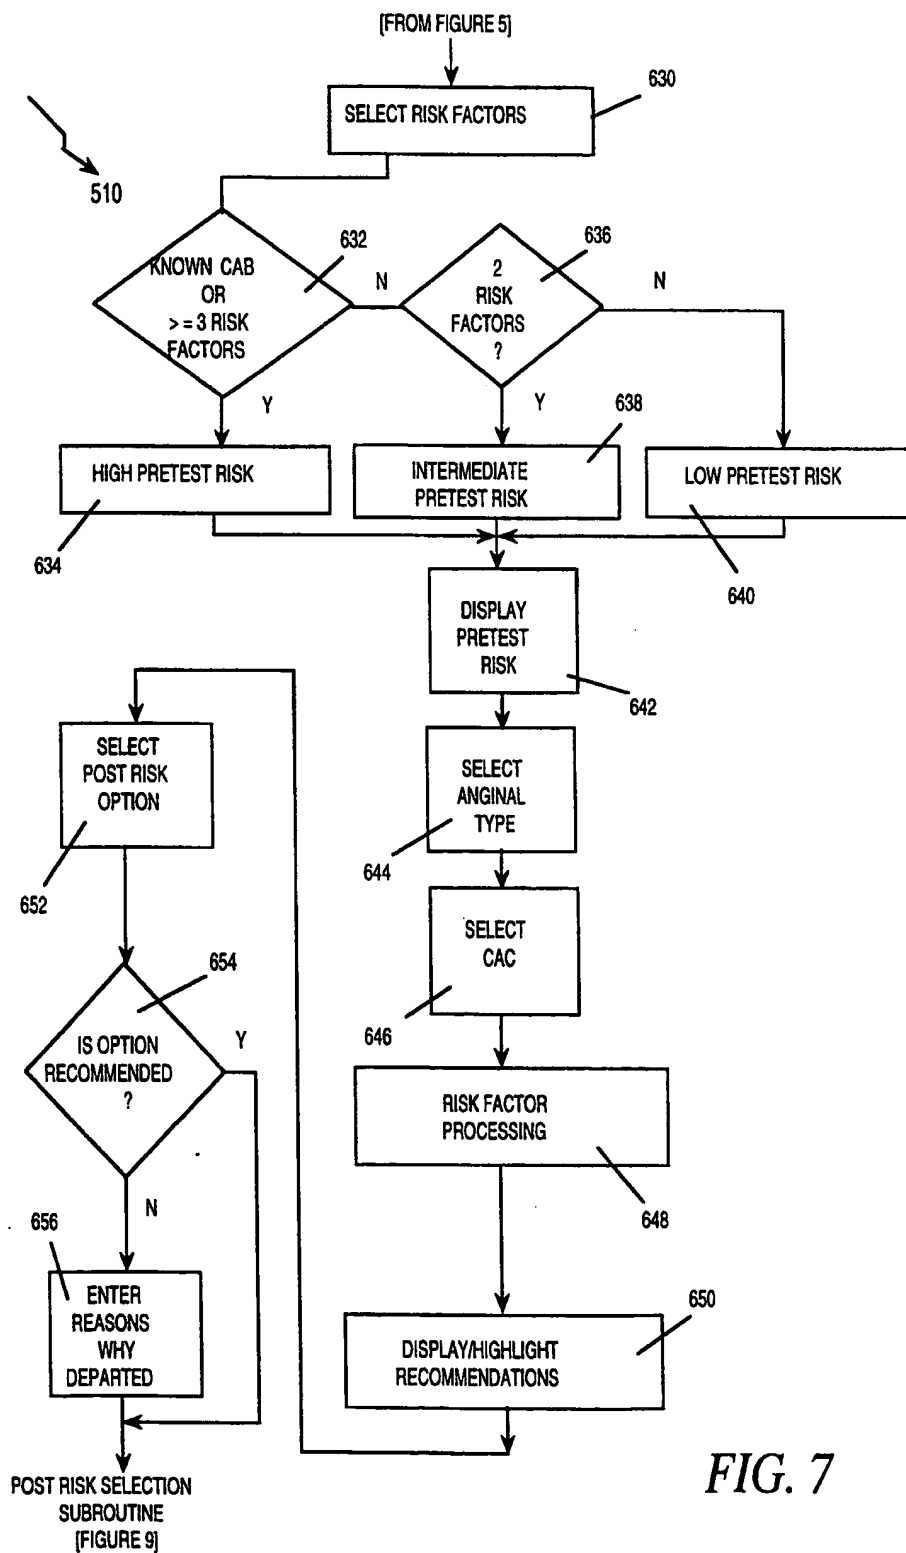 [FROM FIGURE 5]
630
SELECT RISK FACTORS
510
632
KNOWN CAB
OR
>= 3 RISK
FACTORS
N
636
2
RISK
FACTORS
?
N
Y
Y
638
HIGH PRETEST RISK
INTERMEDIATE
PRETEST RISK
LOW PRETEST RISK
634
640
DISPLAY
PRETEST
RISK
642
SELECT
ANGINAL
TYPE
644
SELECT
CAC
646
RISK FACTOR
PROCESSING
648
650
DISPLAY/HIGHLIGHT
RECOMMENDATIONS
SELECT
POST RISK
OPTION
652
654
IS OPTION
RECOMMENDED
?
Y
N
656
ENTER
REASONS
WHY
DEPARTED
POST RISK SELECTION
SUBROUTINE
[FIGURE 9]
FIG. 7